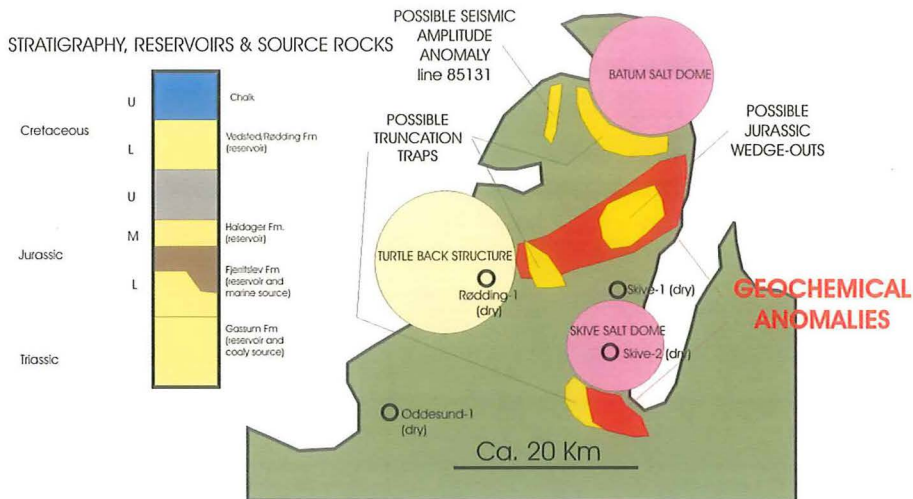 STRATIGRAPHY, RESERVOIRS & SOURCE ROCKS
Cretaceous
Jurassic
Triassic
U
L
U
M
L
Chalk
Vedsted/Rødding Fm
(reservoir)
Haldager Fm.
(reservoir)
Fjerritslev Fm
(reservoir and
marine source)
Gassum Fm
(reservoir and
coaly source)
POSSIBLE SEISMIC
AMPLITUDE
ANOMALY
line 85131
POSSIBLE
TRUNCATION
TRAPS
BATUM SALT DOME
POSSIBLE
JURASSIC
WEDGE-OUTS
TURTLE BACK STRUCTURE
Rødding-1
(dry)
Skive-1 (dry)
GEOCHEMICAL
ANOMALIES
SKIVE SALT DOME
Skive-2 (dry)
Oddesund-1
(dry)
Ca. 20 Km